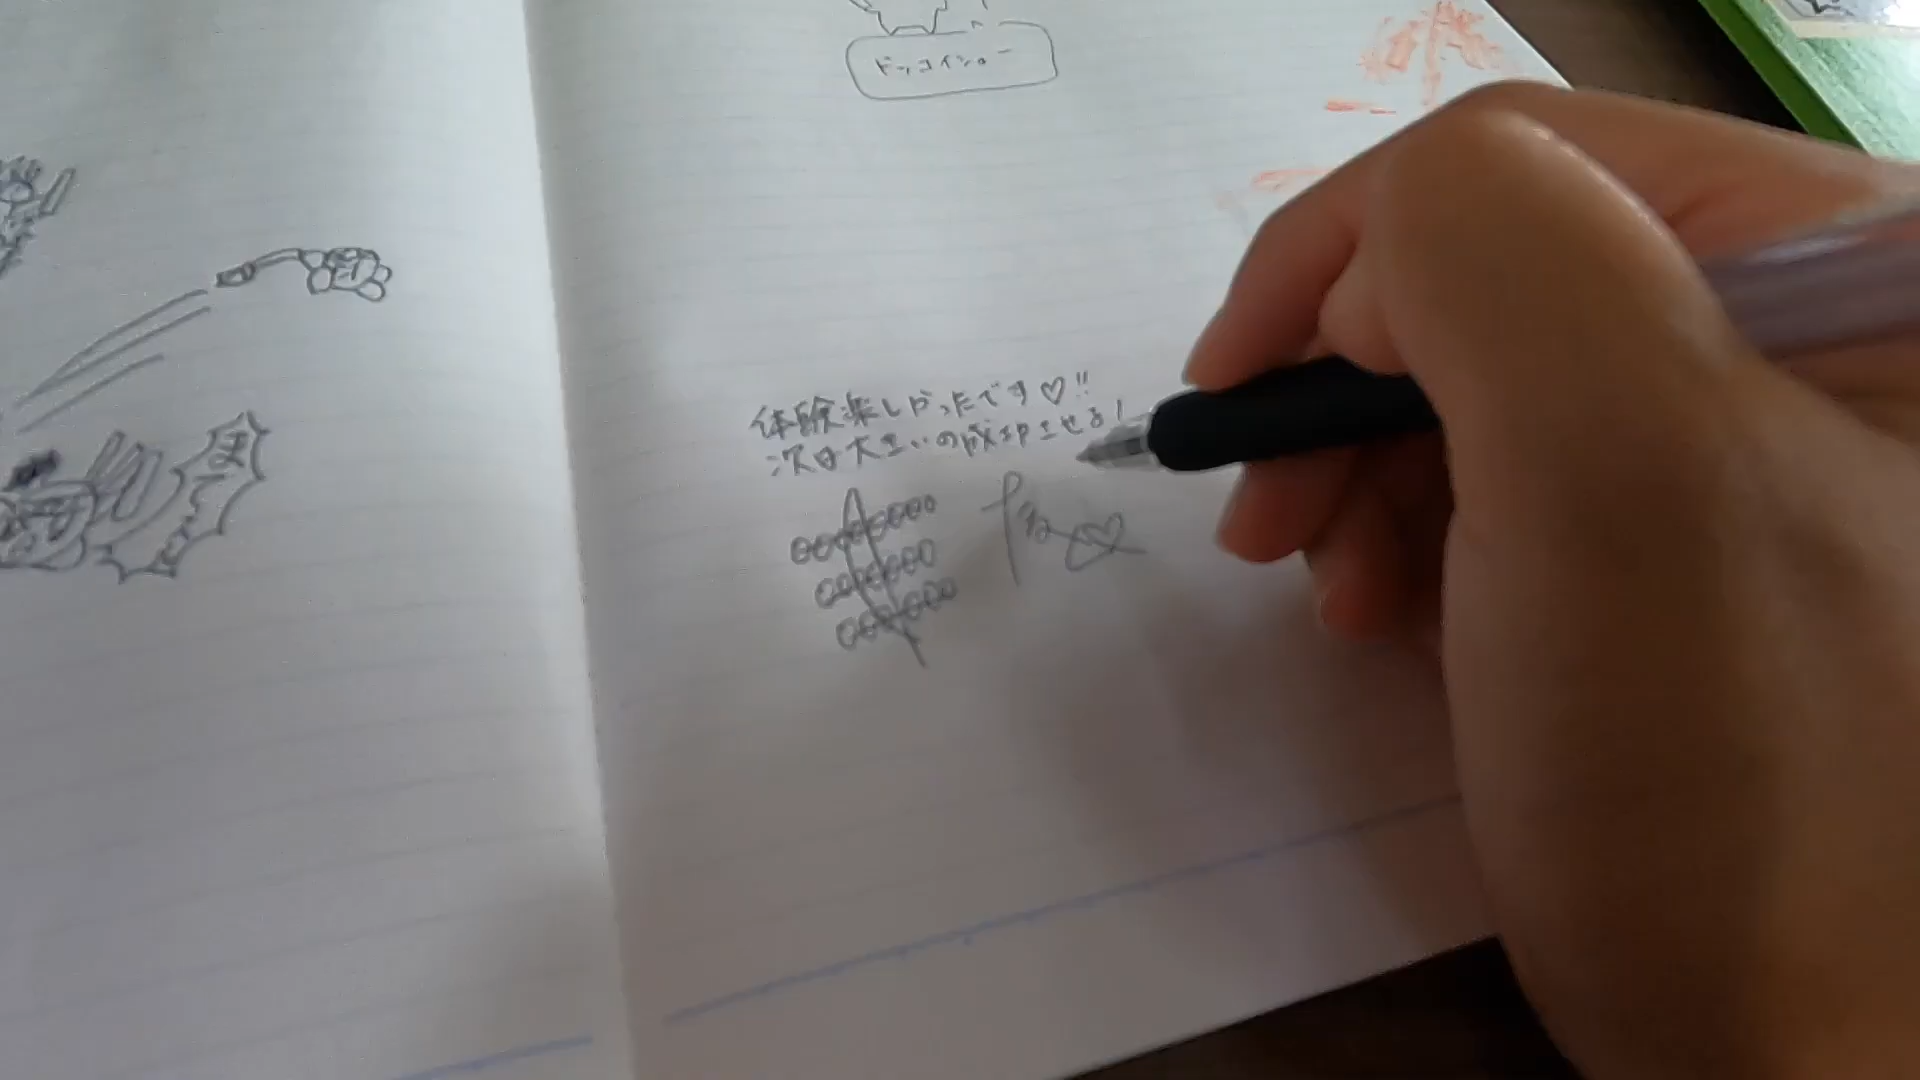 ドッコイショー
体験楽しかったです♡!!
次回大きいの成功させる!